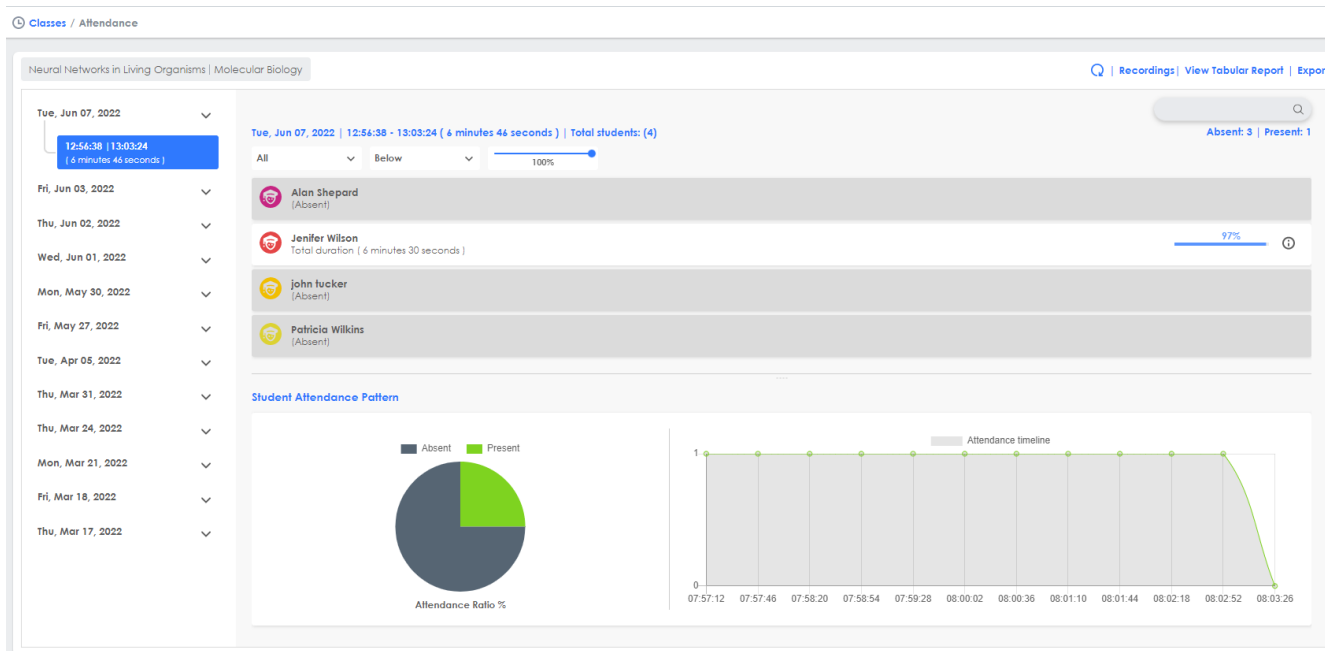 Classes / Attendance
Neural Networks in Living Organisms | Molecular Biology
| Recordings | View Tabular Report | Expor
Tue, Jun 07, 2022
12:56:38 | 13:03:24
( 6 minutes 46 seconds )
Fri, Jun 03, 2022
Thu, Jun 02, 2022
Wed, Jun 01, 2022
Mon, May 30, 2022
Fri, May 27, 2022
Tue, Apr 05, 2022
Thu, Mar 31, 2022
Thu, Mar 24, 2022
Mon, Mar 21, 2022
Fri, Mar 18, 2022
Thu, Mar 17, 2022
Tue, Jun 07, 2022 | 12:56:38 - 13:03:24 ( 6 minutes 46 seconds ) | Total students: (4)
Absent: 3 | Present: 1
All Below 100%
Alan Shepard
(Absent)
Jenifer Wilson
Total duration ( 6 minutes 30 seconds )
97%
john tucker
(Absent)
Patricia Wilkins
(Absent)
Student Attendance Pattern
Absent Present
Attendance Ratio %
Attendance timeline
1
0
07:57:12 07:57:46 07:58:20 07:58:54 07:59:28 08:00:02 08:00:36 08:01:10 08:01:44 08:02:18 08:02:52 08:03:26